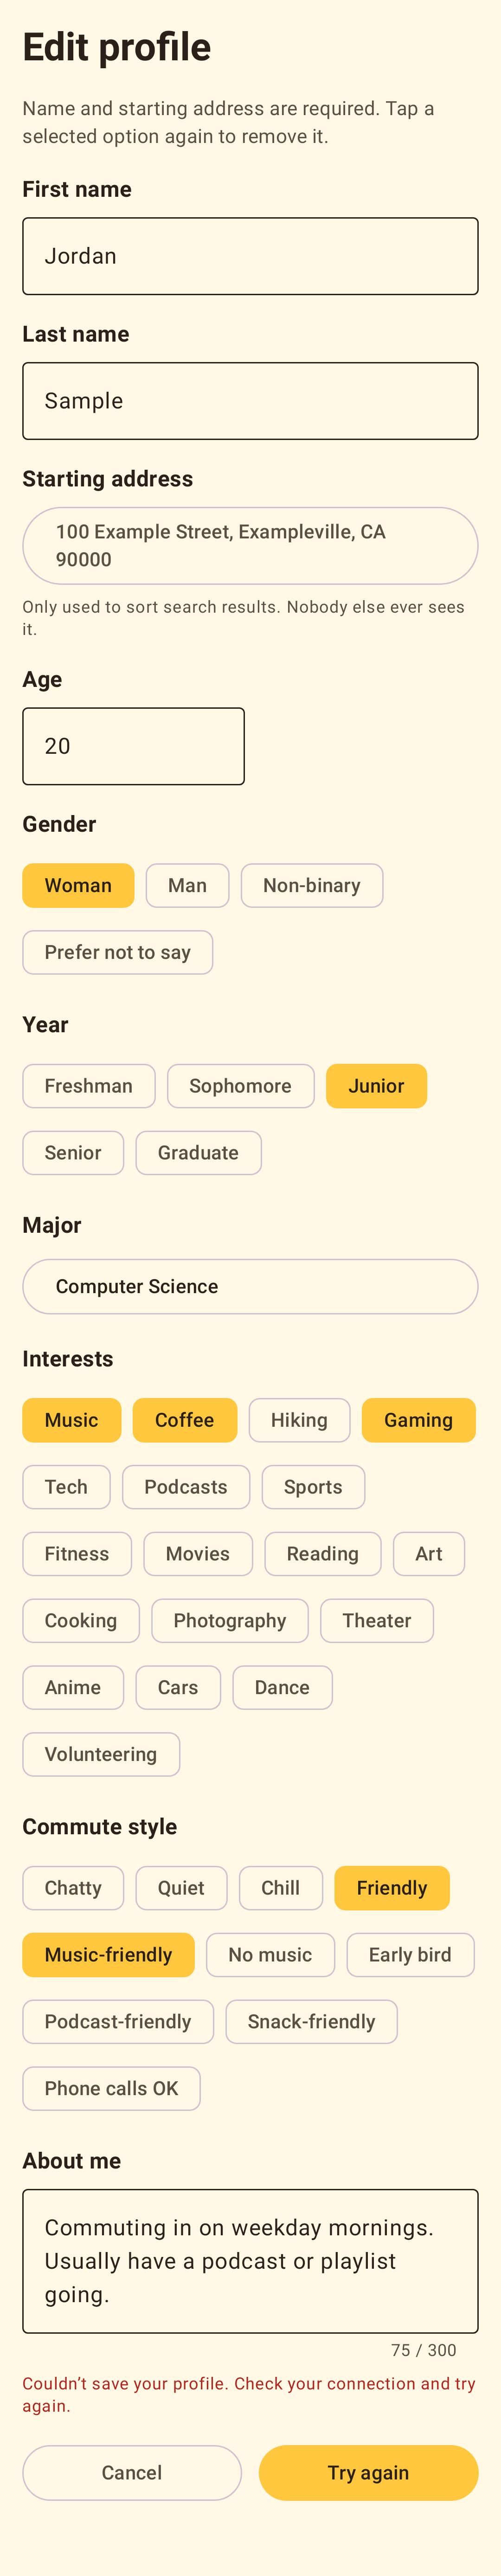 Edit profile
Name and starting address are required. Tap a
selected option again to remove it.
First name
Jordan
Last name
Sample
Starting address
100 Example Street, Exampleville, CA
90000
Only used to sort search results. Nobody else ever sees
it.
Age
20
Gender
Woman Man Non-binary
Prefer not to say
Year
Freshman Sophomore Junior
Senior Graduate
Major
Computer Science
Interests
Music Coffee Hiking Gaming
Tech Podcasts Sports
Fitness Movies Reading Art
Cooking Photography Theater
Anime Cars Dance
Volunteering
Commute style
Chatty Quiet Chill Friendly
Music-friendly No music Early bird
Podcast-friendly Snack-friendly
Phone calls OK
About me
Commuting in on weekday mornings.
Usually have a podcast or playlist
going.
75 / 300
Couldn’t save your profile. Check your connection and try
again.
Cancel Try again